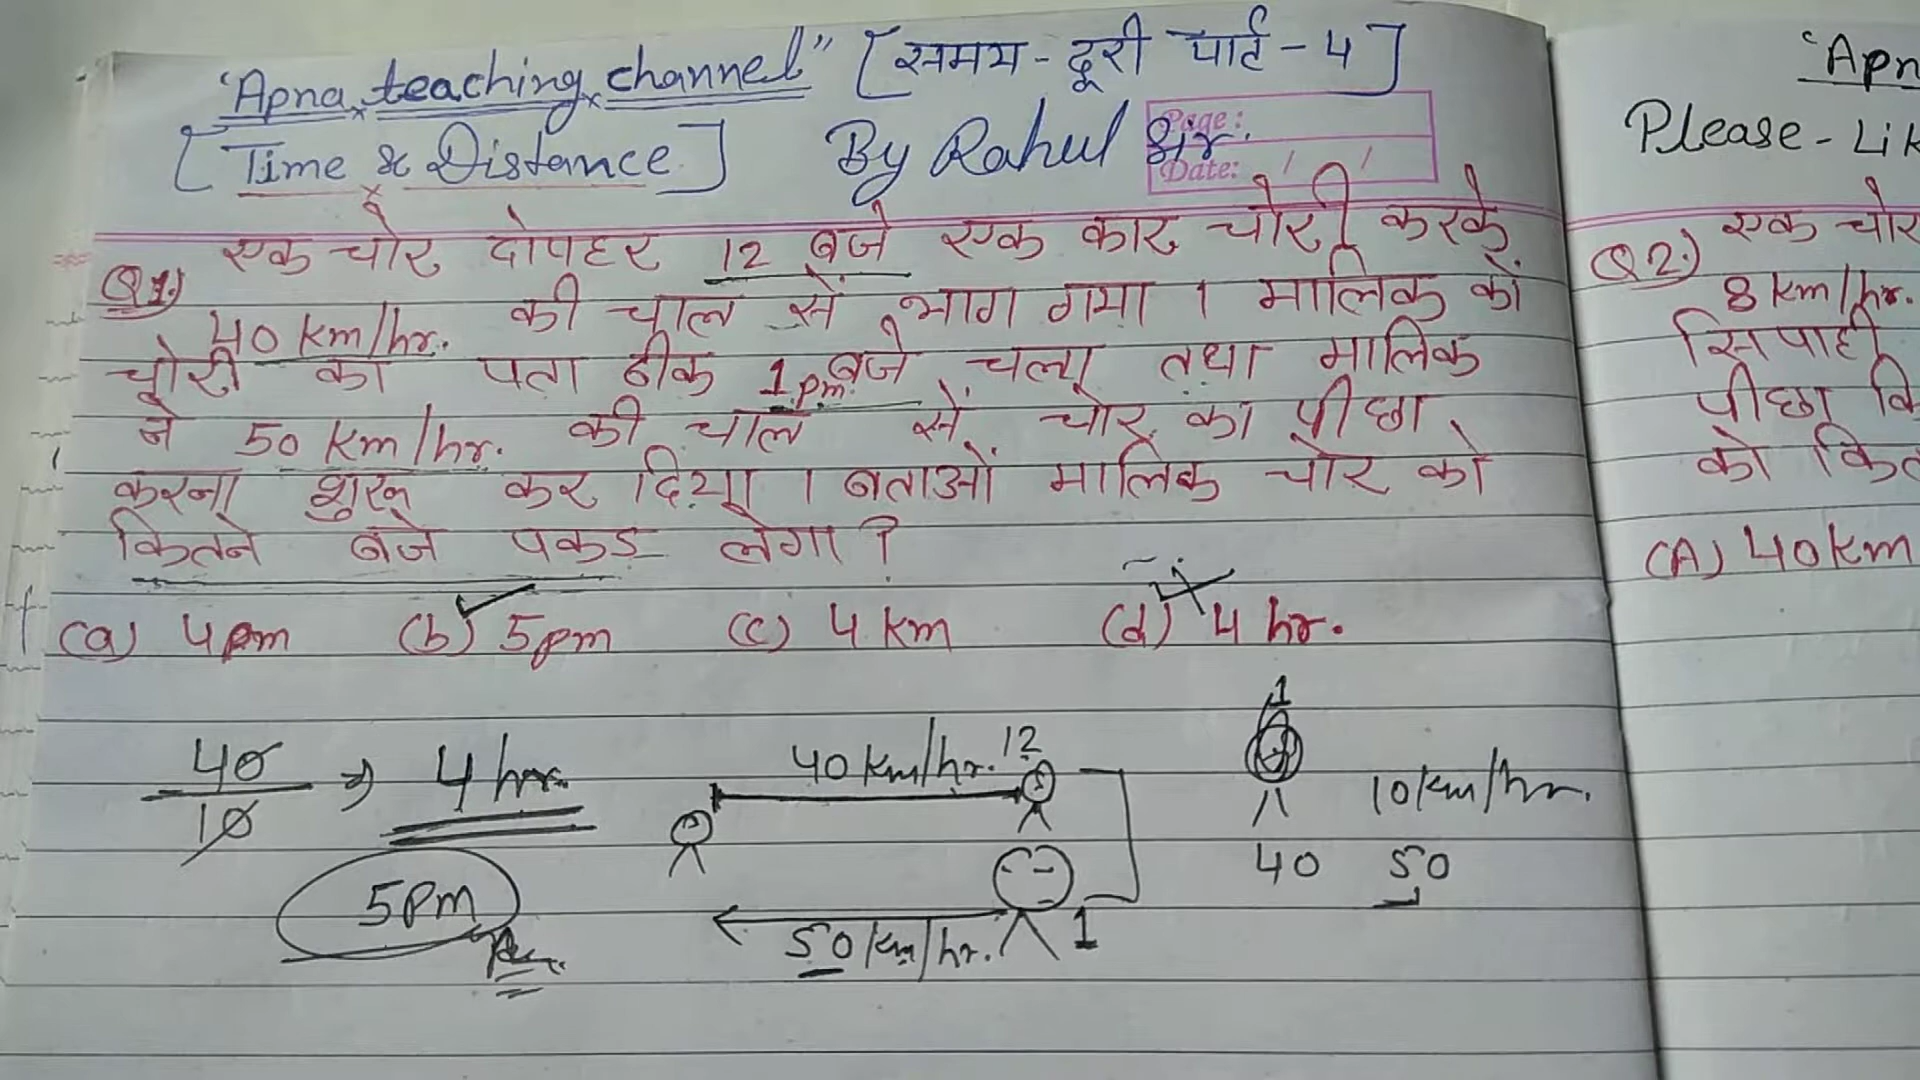 "Apna teaching channel" [समय-दूरी पार्ट-4]
[Time & Distance] By Rahul Sir.
Page:
Date: / /
Q1) एक चोर दोपहर 12 बजे एक कार चोरी करके
40 km/hr. की चाल से भाग गया। मालिक को
चोरी का पता ठीक 1pm बजे चला तथा मालिक
ने 50 km/hr. की चाल से चोर का पीछा
करना शुरू कर दिया। बताओं मालिक चोर को
कितने बजे पकड़ लेगा?
(a) 4pm (b) 5pm (c) 4 km (d) 4 hr.
40/10 ⇒ 4 hr.
5pm
40 km/hr. 12
50 km/hr. 1
1
10 km/hr.
40 50
'Apn
Please - Lik
Q2.) एक चोर
8 km/hr.
सिपाही
पीछा कि
को कित
(A) 40 km